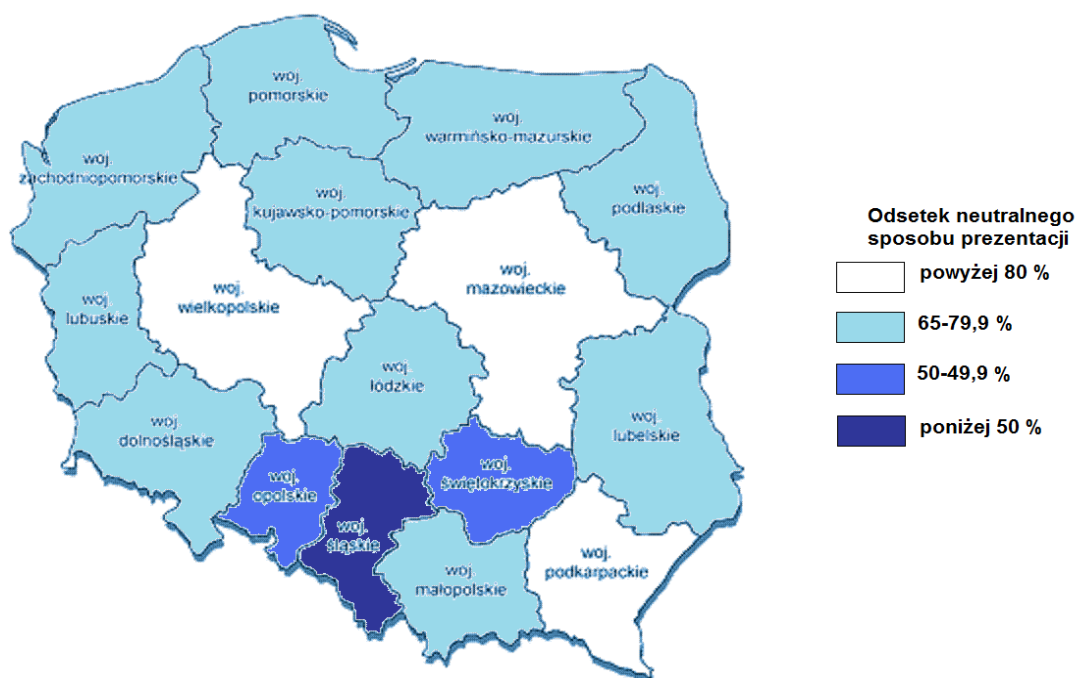 woj.
pomorskie
woj.
warmińsko-mazurskie
woj.
zachodniopomorskie
woj.
kujawsko-pomorskie
woj.
podlaskie
woj.
wielkopolskie
woj.
mazowieckie
woj.
lubuskie
woj.
łódzkie
woj
dolnośląskie
woj.
lubelskie
woj.
opolskie
woj.
świętokrzyskie
woj.
śląskie
woj.
małopolskie
woj.
podkarpackie
Odsetek neutralnego
sposobu prezentacji
powyżej 80 %
65-79,9 %
50-49,9 %
poniżej 50 %